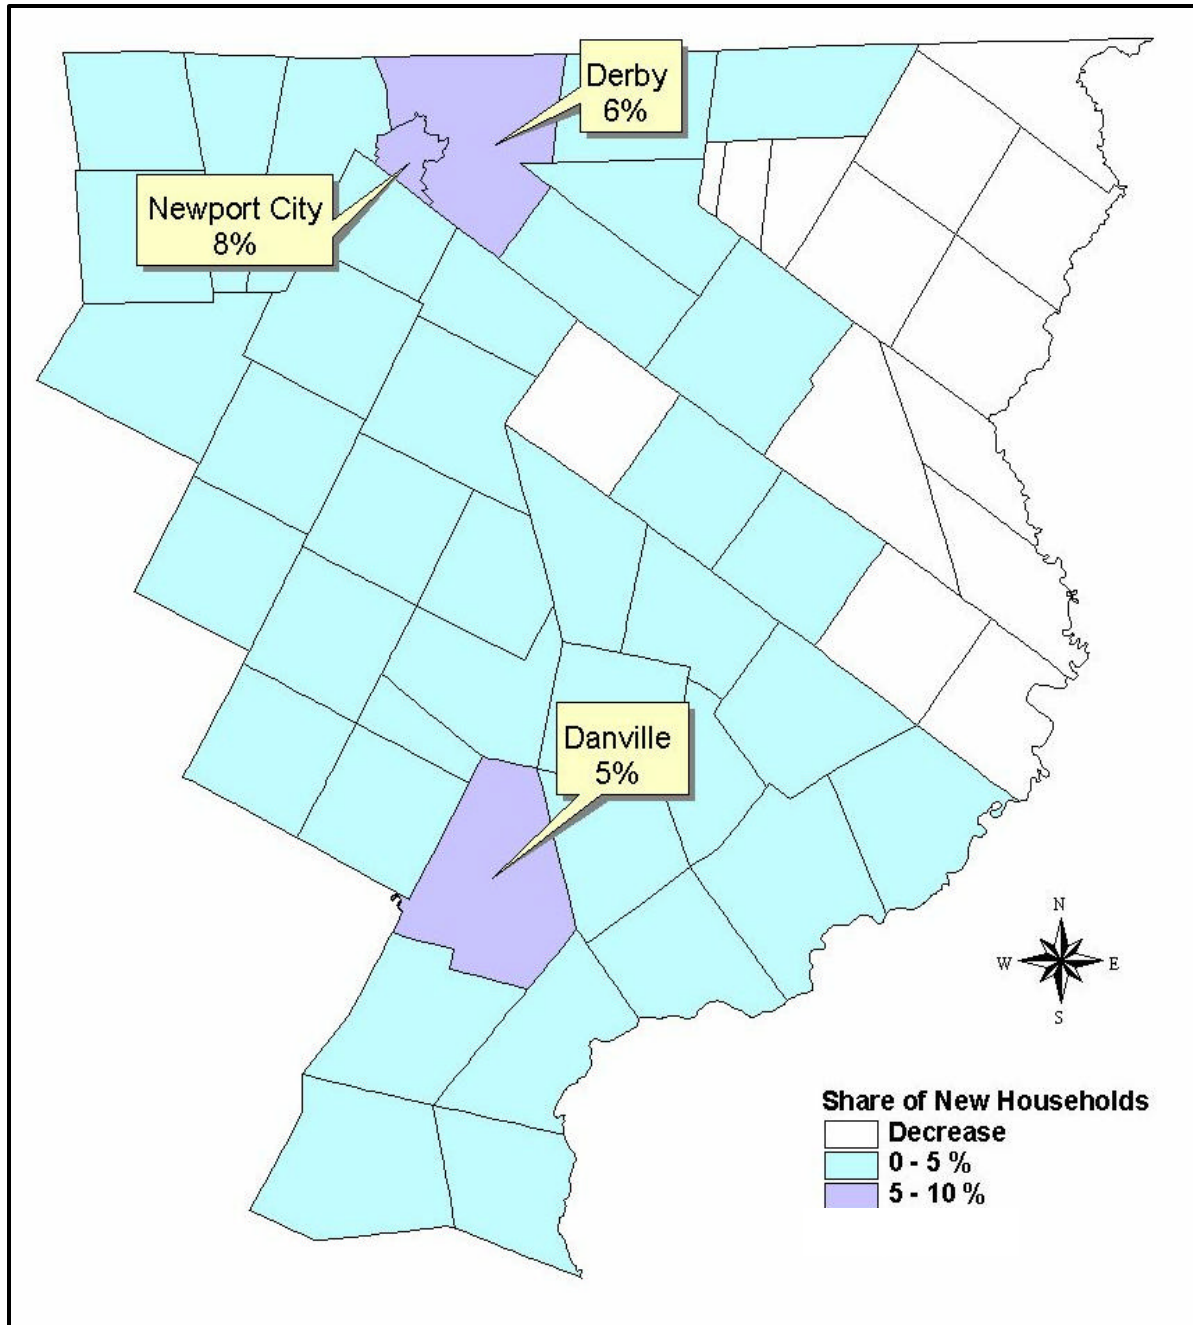 Derby
6%
Newport City
8%
Danville
5%
N
W E
S
Share of New Households
Decrease
0 - 5 %
5 - 10 %